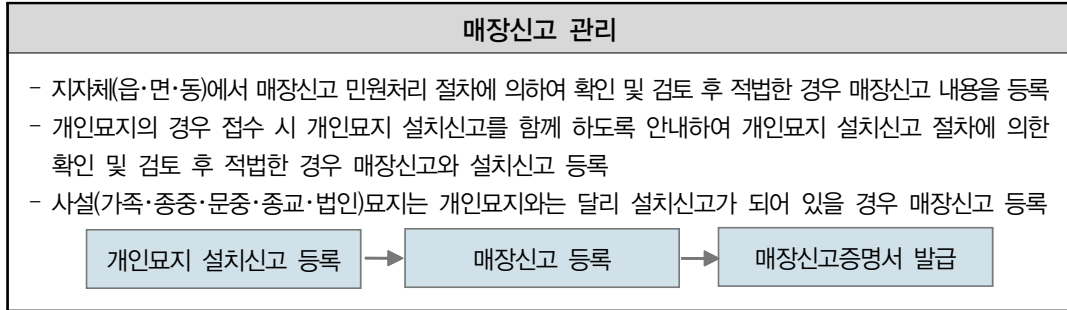 매장신고 관리
- 지자체(읍·면·동)에서 매장신고 민원처리 절차에 의하여 확인 및 검토 후 적법한 경우 매장신고 내용을 등록
- 개인묘지의 경우 접수 시 개인묘지 설치신고를 함께 하도록 안내하여 개인묘지 설치신고 절차에 의한
확인 및 검토 후 적법한 경우 매장신고와 설치신고 등록
- 사설(가족·종중·문중·종교·법인)묘지는 개인묘지와는 달리 설치신고가 되어 있을 경우 매장신고 등록
개인묘지 설치신고 등록
매장신고 등록
매장신고증명서 발급